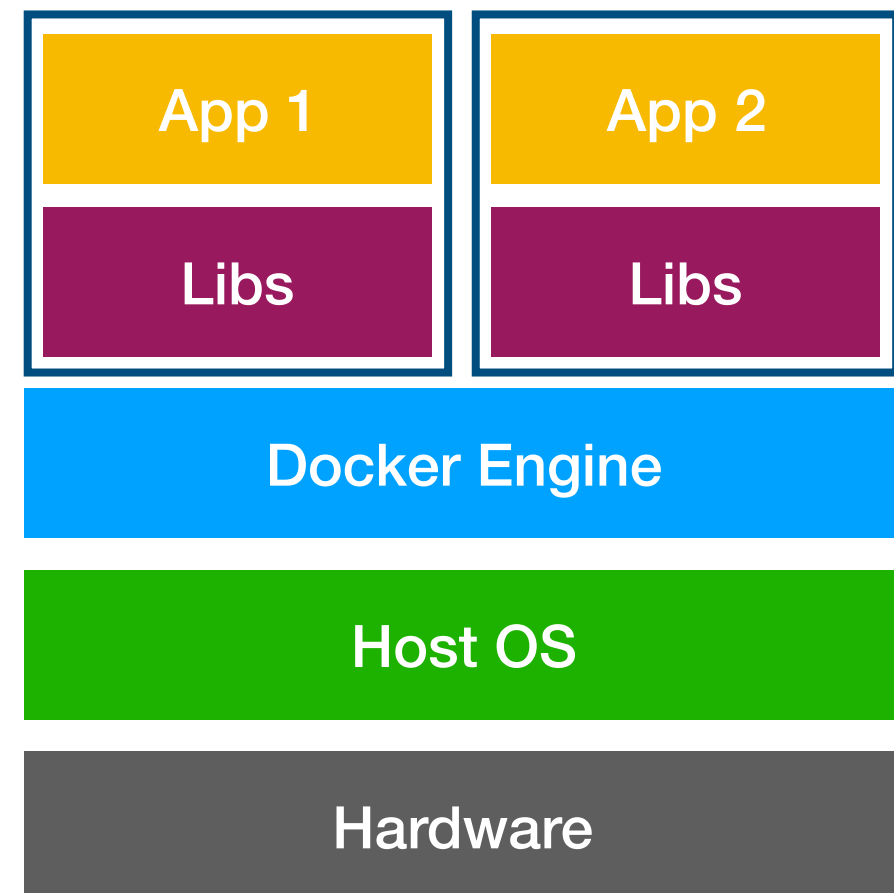 App 1
App 2
Libs
Libs
Docker Engine
Host OS
Hardware